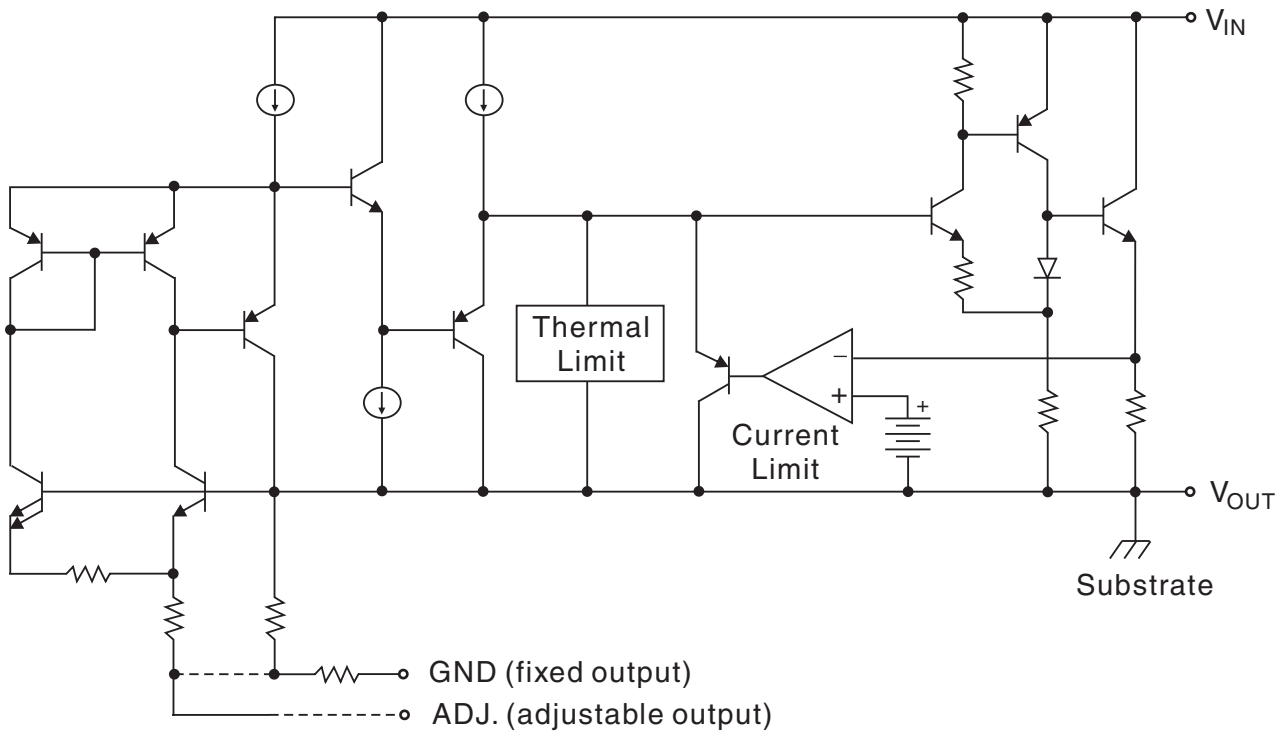 VIN
Thermal
Limit
−
+
+
Current
Limit
VOUT
Substrate
GND (fixed output)
ADJ. (adjustable output)